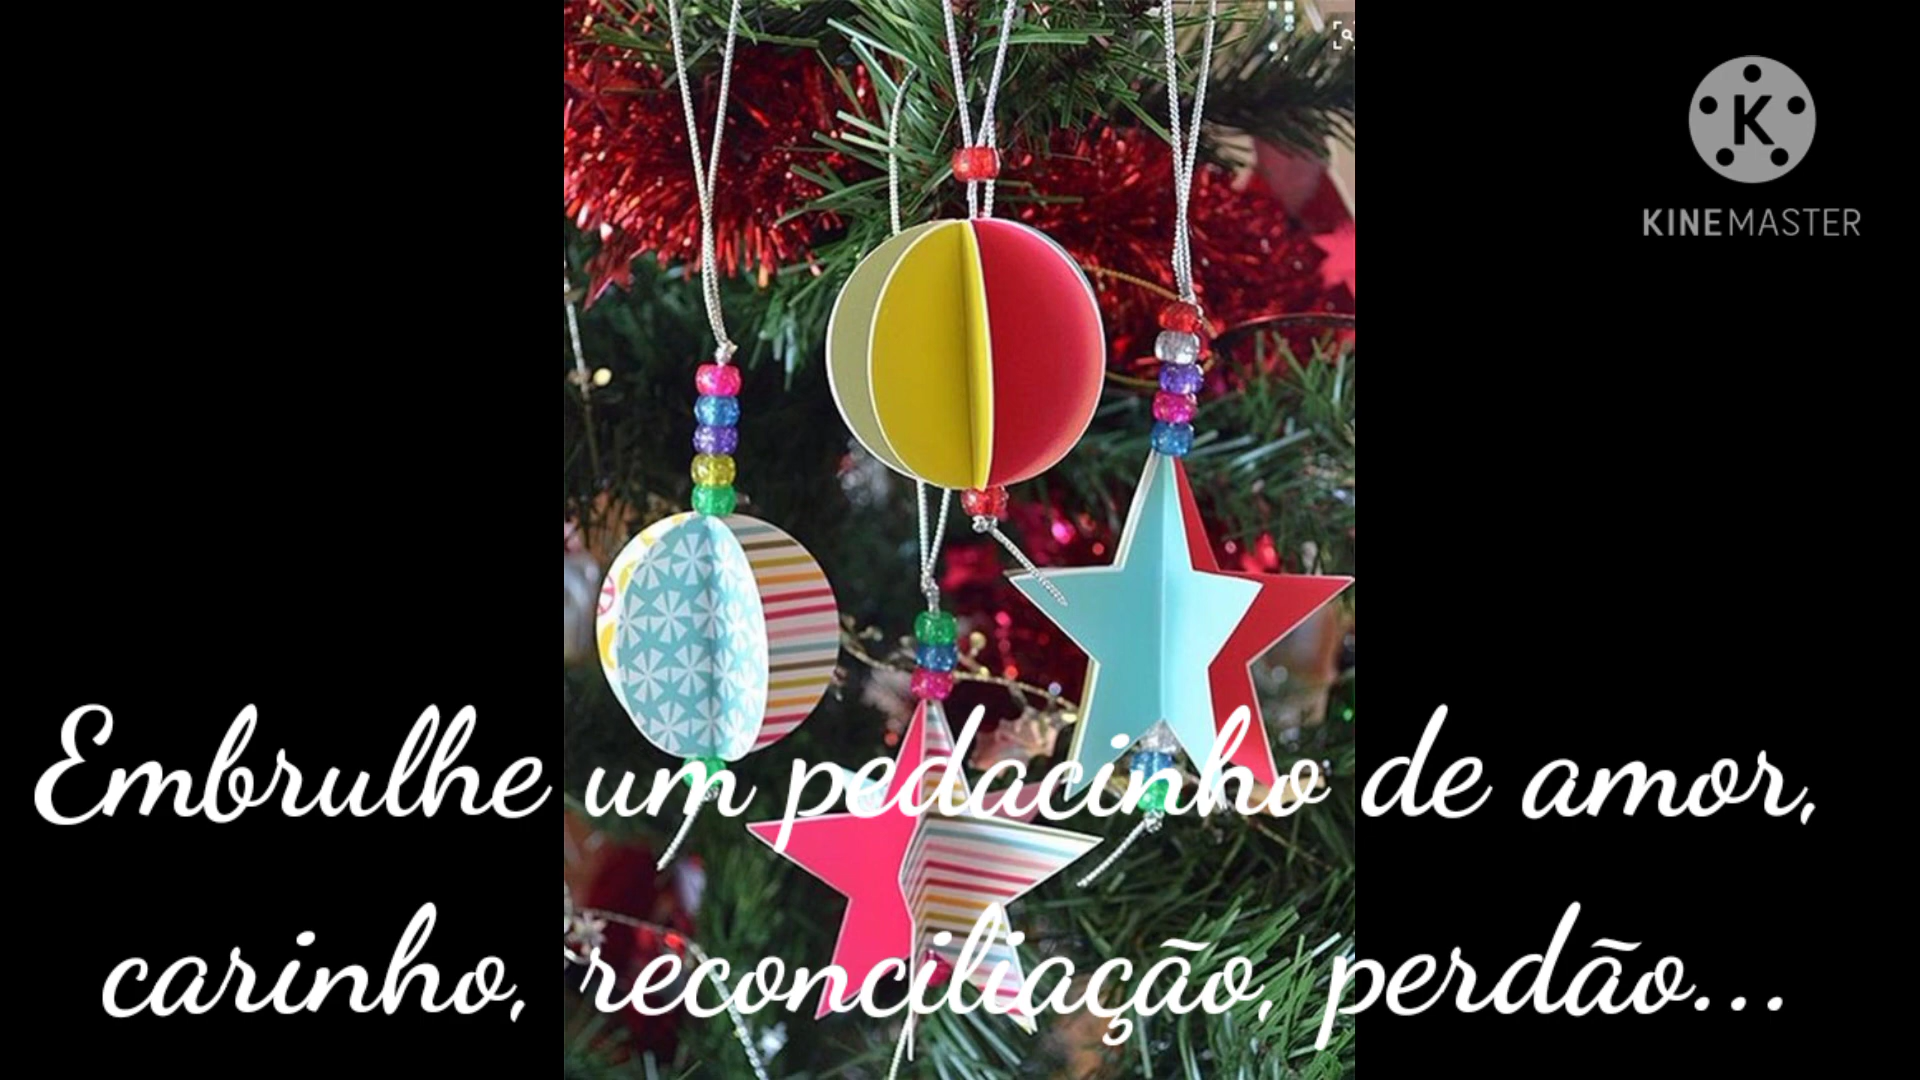 KINEMASTER
Embrulhe um pedacinho de amor,
carinho, reconciliação, perdão...